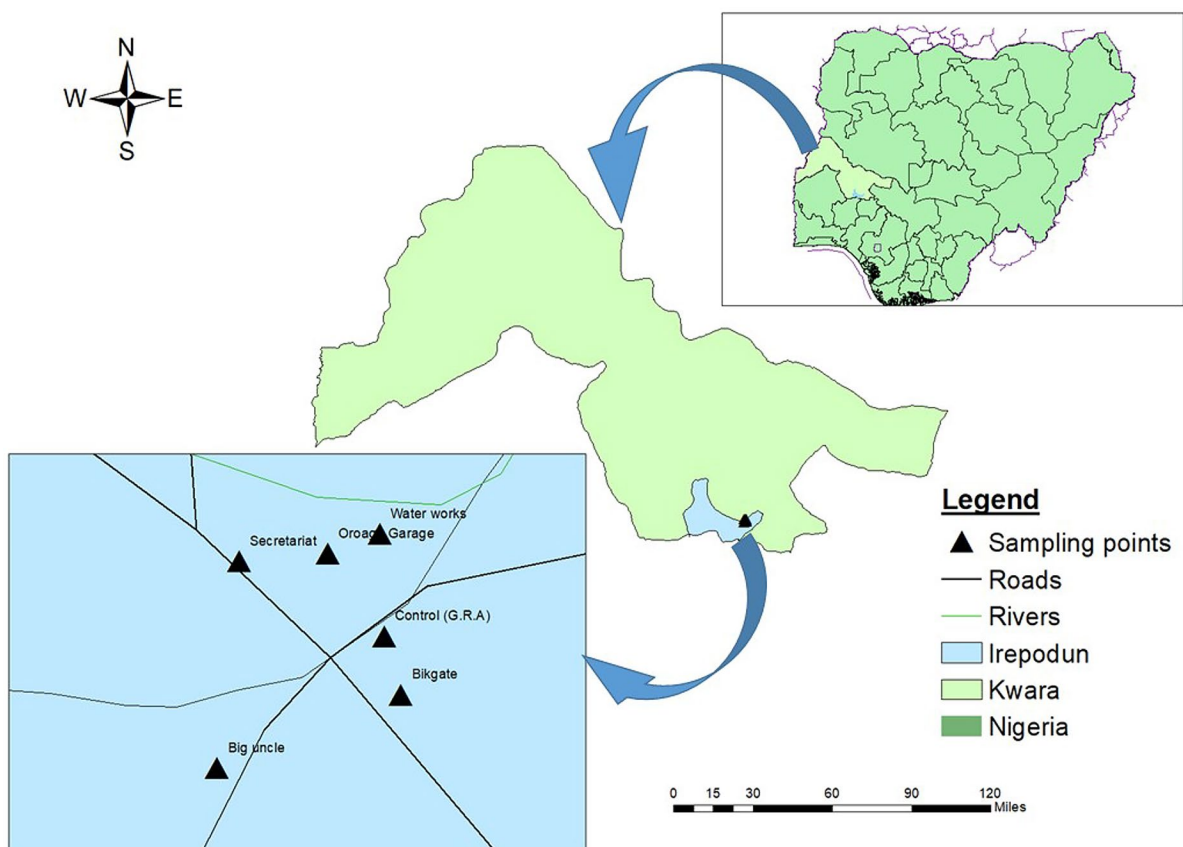 N
W E
S
Water works
Garage
Secretariat
Control (G.R.A)
Bikgate
Big uncle
Legend
Sampling points
Roads
Rivers
Irepodun
Kwara
Nigeria
0 15 30 60 90 120
Miles